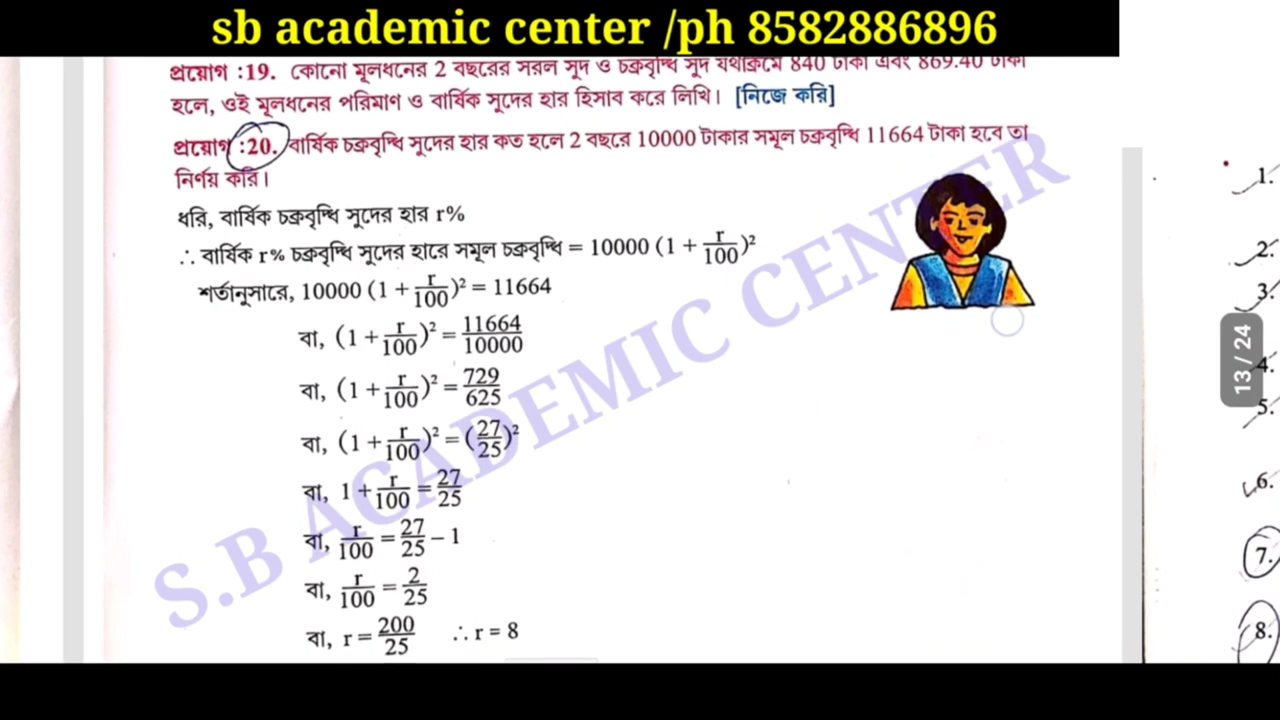 sb academic center /ph 8582886896
প্রয়োগ :19. কোনো মূলধনের 2 বছরের সরল সুদ ও চক্রবৃদ্ধি সুদ যথাক্রমে 840 টাকা এবং 869.40 টাকা
হলে, ওই মূলধনের পরিমাণ ও বার্ষিক সুদের হার হিসাব করে লিখি। [নিজে করি]
প্রয়োগ :20. বার্ষিক চক্রবৃদ্ধি সুদের হার কত হলে 2 বছরে 10000 টাকার সমূল চক্রবৃদ্ধি 11664 টাকা হবে তা
নির্ণয় করি।
ধরি, বার্ষিক চক্রবৃদ্ধি সুদের হার r%
∴ বার্ষিক r% চক্রবৃদ্ধি সুদের হারে সমূল চক্রবৃদ্ধি = 10000 (1 + r/100)²
শর্তানুসারে, 10000 (1 + r/100)² = 11664
বা, (1 + r/100)² = 11664/10000
বা, (1 + r/100)² = 729/625
বা, (1 + r/100)² = (27/25)²
বা, 1 + r/100 = 27/25
বা, r/100 = 27/25 – 1
বা, r/100 = 2/25
বা, r = 200/25 ∴ r = 8
S.B ACADEMIC CENTER
1.
2.
3.
13 / 24
4.
5.
6.
7.
8.